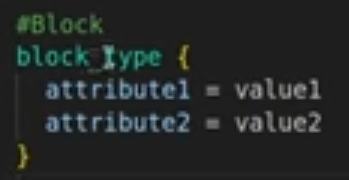 #Block
block_type {
  attribute1 = value1
  attribute2 = value2
}